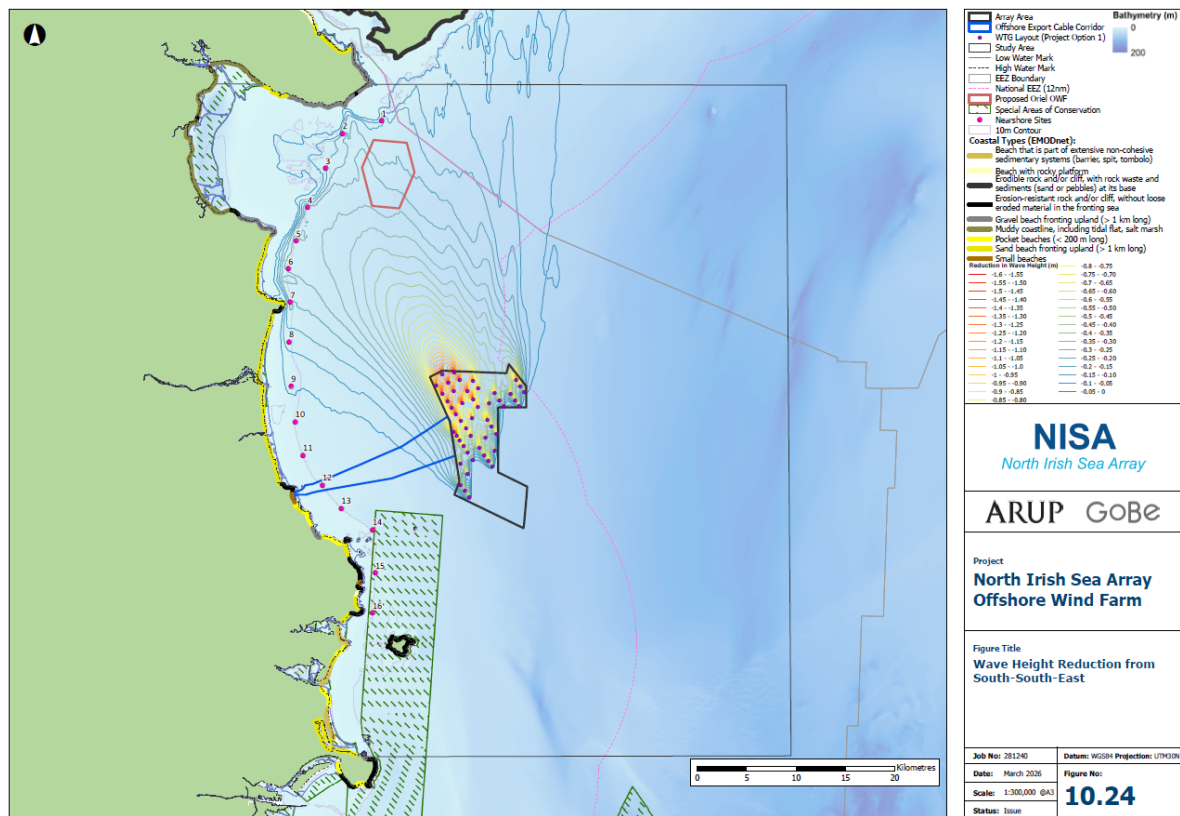 1
2
3
4
5
6
7
8
9
10
11
12
13
14
15
16
Kilometres
0 5 10 15 20
Array Area
Offshore Export Cable Corridor
WTG Layout (Project Option 1)
Study Area
Low Water Mark
High Water Mark
EEZ Boundary
National EEZ (12nm)
Proposed Oriel OWF
Special Areas of Conservation
Nearshore Sites
10m Contour
Bathymetry (m)
0
200
Coastal Types (EMODnet):
Beach that is part of extensive non-cohesive
sedimentary systems (barrier, spit, tombolo)
Beach with rocky platform
Erodible rock and/or cliff, with rock waste and
sediments (sand or pebbles) at its base
Erosion-resistant rock and/or cliff, without loose
eroded material in the fronting sea
Gravel beach fronting upland (> 1 km long)
Muddy coastline, including tidal flat, salt marsh
Pocket beaches (< 200 m long)
Sand beach fronting upland (> 1 km long)
Small beaches
Reduction in Wave Height (m)
-1.6 - -1.55
-1.55 - -1.50
-1.5 - -1.45
-1.45 - -1.40
-1.4 - -1.35
-1.35 - -1.30
-1.3 - -1.25
-1.25 - -1.20
-1.2 - -1.15
-1.15 - -1.10
-1.1 - -1.05
-1.05 - -1.0
-1 - -0.95
-0.95 - -0.90
-0.9 - -0.85
-0.85 - -0.80
-0.8 - -0.75
-0.75 - -0.70
-0.7 - -0.65
-0.65 - -0.60
-0.6 - -0.55
-0.55 - -0.50
-0.5 - -0.45
-0.45 - -0.40
-0.4 - -0.35
-0.35 - -0.30
-0.3 - -0.25
-0.25 - -0.20
-0.2 - -0.15
-0.15 - -0.10
-0.1 - -0.05
-0.05 - 0
NISA
North Irish Sea Array
ARUP GoBe
Project
North Irish Sea Array
Offshore Wind Farm
Figure Title
Wave Height Reduction from
South-South-East
Job No: 281240
Datum: WGS84 Projection: UTM30N
Date: March 2026
Figure No:
Scale: 1:300,000 @A3
10.24
Status: Issue